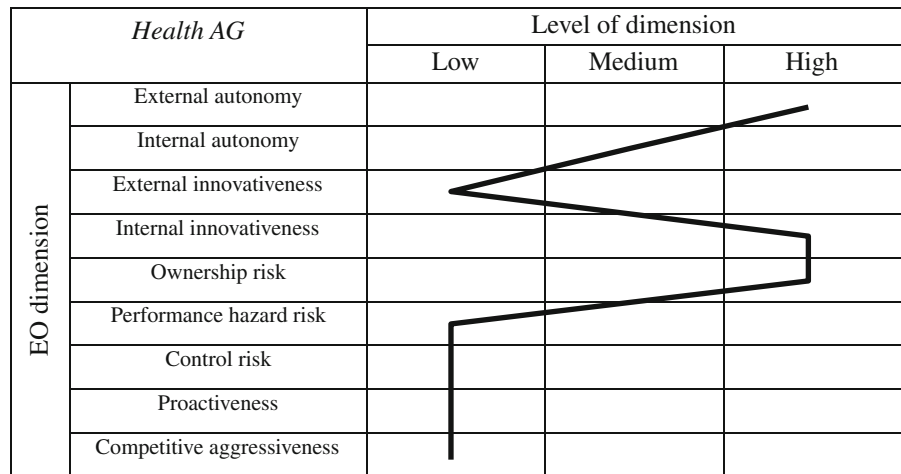 Health AG
Level of dimension
Low Medium High
EO dimension
External autonomy
Internal autonomy
External innovativeness
Internal innovativeness
Ownership risk
Performance hazard risk
Control risk
Proactiveness
Competitive aggressiveness